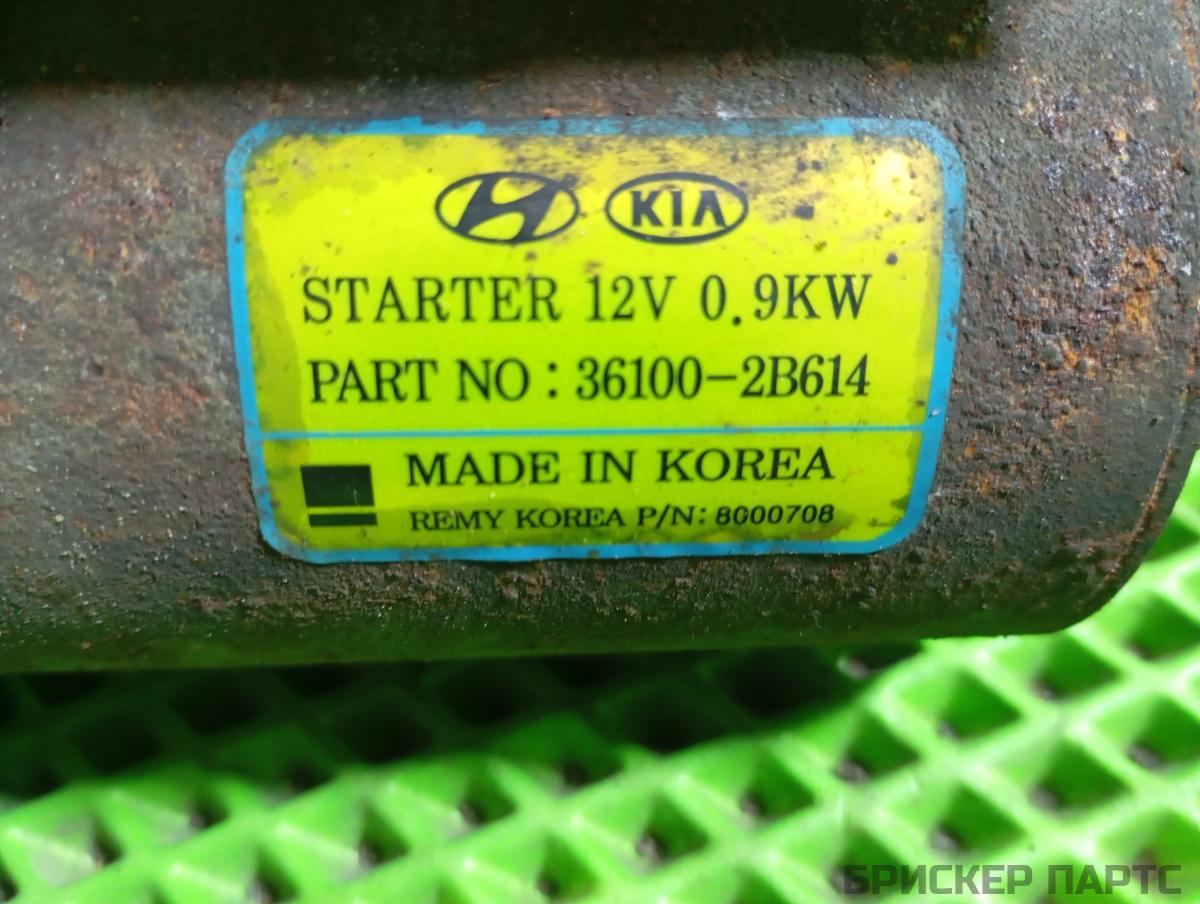 KIA
STARTER 12V 0.9KW
PART NO : 36100-2B614
MADE IN KOREA
REMY KOREA P/N: 8000708
БРИСКЕР ПАРТС